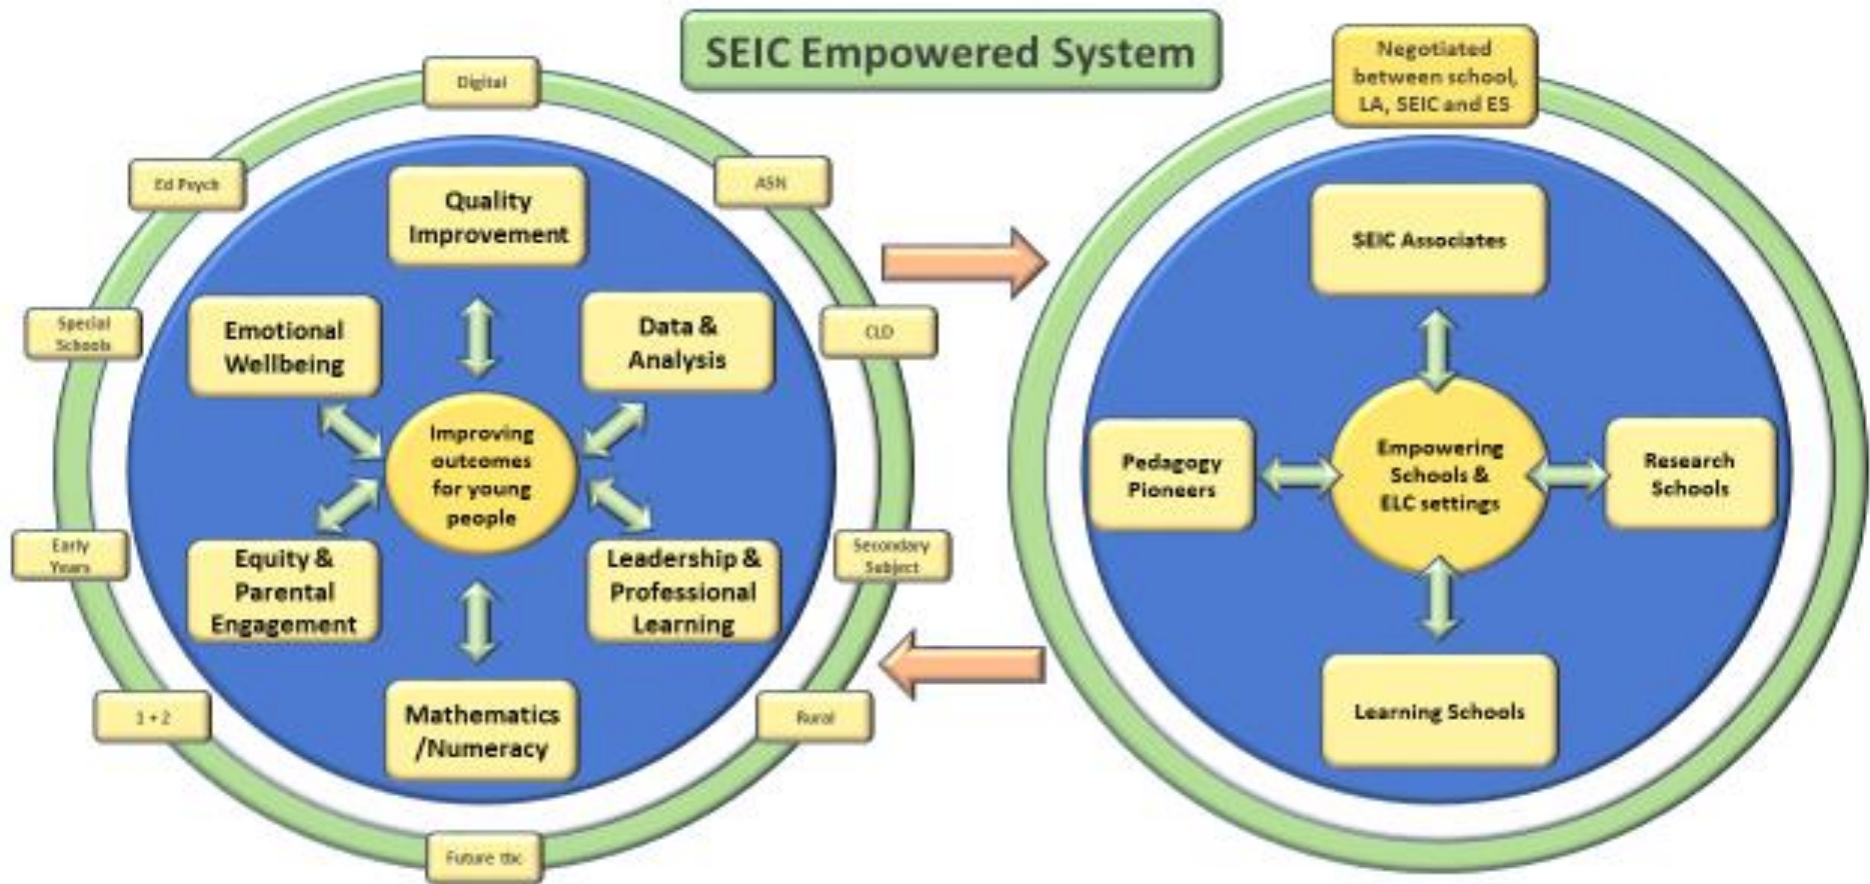 SEIC Empowered System
Digital
Ed Psych
ASN
Special
Schools
CLD
Early
Years
Secondary
Subject
1 + 2
Rural
Future tbc
Quality
Improvement
Emotional
Wellbeing
Data &
Analysis
Improving
outcomes
for young
people
Equity &
Parental
Engagement
Leadership &
Professional
Learning
Mathematics
/Numeracy
Negotiated
between school,
LA, SEIC and ES
SEIC Associates
Pedagogy
Pioneers
Empowering
Schools &
ELC settings
Research
Schools
Learning Schools